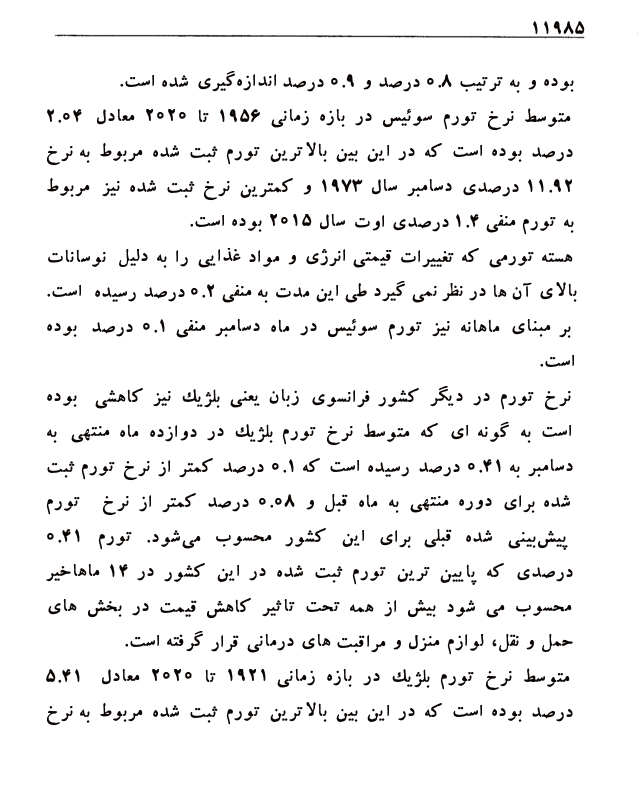 ۱۱۹۸۵
بوده و به ترتیب ۰.۸ درصد و ۰.۹ درصد اندازه‌گیری شده است.
متوسط نرخ تورم سوئیس در بازه زمانی ۱۹۵۶ تا ۲۰۲۰ معادل ۲.۰۴
درصد بوده است که در این بین بالاترین تورم ثبت شده مربوط به نرخ
۱۱.۹۲ درصدی دسامبر سال ۱۹۷۳ و کمترین نرخ ثبت شده نیز مربوط
به تورم منفی ۱.۴ درصدی اوت سال ۲۰۱۵ بوده است.
هسته تورمی که تغییرات قیمتی انرژی و مواد غذایی را به دلیل نوسانات
بالای آن ها در نظر نمی گیرد طی این مدت به منفی ۰.۲ درصد رسیده است.
بر مبنای ماهانه نیز تورم سوئیس در ماه دسامبر منفی ۰.۱ درصد بوده
است.
نرخ تورم در دیگر کشور فرانسوی زبان یعنی بلژیك نیز کاهشی بوده
است به گونه ای که متوسط نرخ تورم بلژیك در دوازده ماه منتهی به
دسامبر به ۰.۴۱ درصد رسیده است که ۰.۱ درصد کمتر از نرخ تورم ثبت
شده برای دوره منتهی به ماه قبل و ۰.۰۸ درصد کمتر از نرخ تورم
پیش‌بینی شده قبلی برای این کشور محسوب می‌شود. تورم ۰.۴۱
درصدی که پایین ترین تورم ثبت شده در این کشور در ۱۴ ماهاخیر
محسوب می شود بیش از همه تحت تاثیر کاهش قیمت در بخش های
حمل و نقل، لوازم منزل و مراقبت های درمانی قرار گرفته است.
متوسط نرخ تورم بلژیك در بازه زمانی ۱۹۲۱ تا ۲۰۲۰ معادل ۵.۴۱
درصد بوده است که در این بین بالاترین تورم ثبت شده مربوط به نرخ